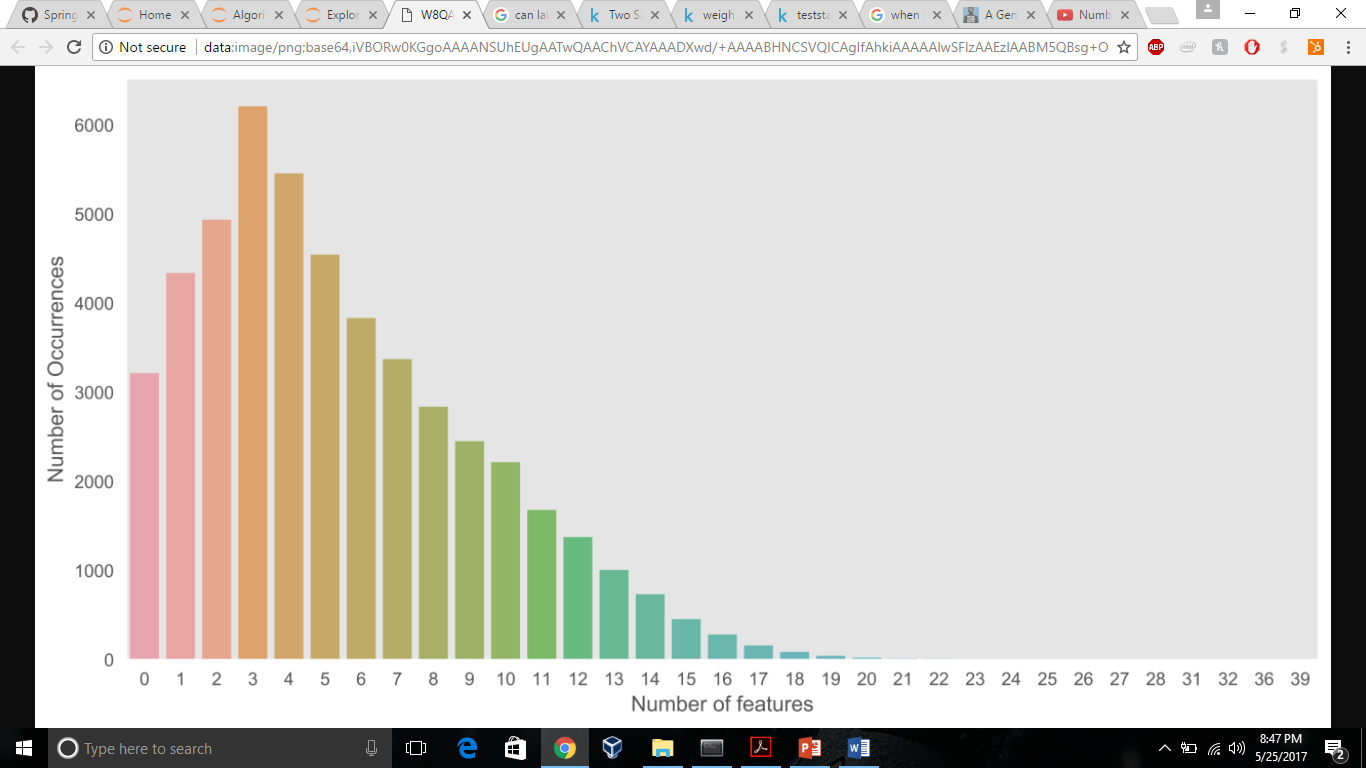 Spring Home Algori Explor W8QA can lal Two Si weigh teststa when A Gen Numb
Not secure data:image/png;base64,iVBORw0KGgoAAAANSUhEUgAATwQAAChVCAYAAADXwd/+AAAABHNCSVQICAgIfAhkiAAAAAlwSFlzAAEzlAABM5QBsg+O ABP
6000
5000
4000
3000
2000
1000
0
Number of Occurrences
0 1 2 3 4 5 6 7 8 9 10 11 12 13 14 15 16 17 18 19 20 21 22 23 24 25 26 27 28 31 32 36 39
Number of features
Type here to search
8:47 PM
5/25/2017
2